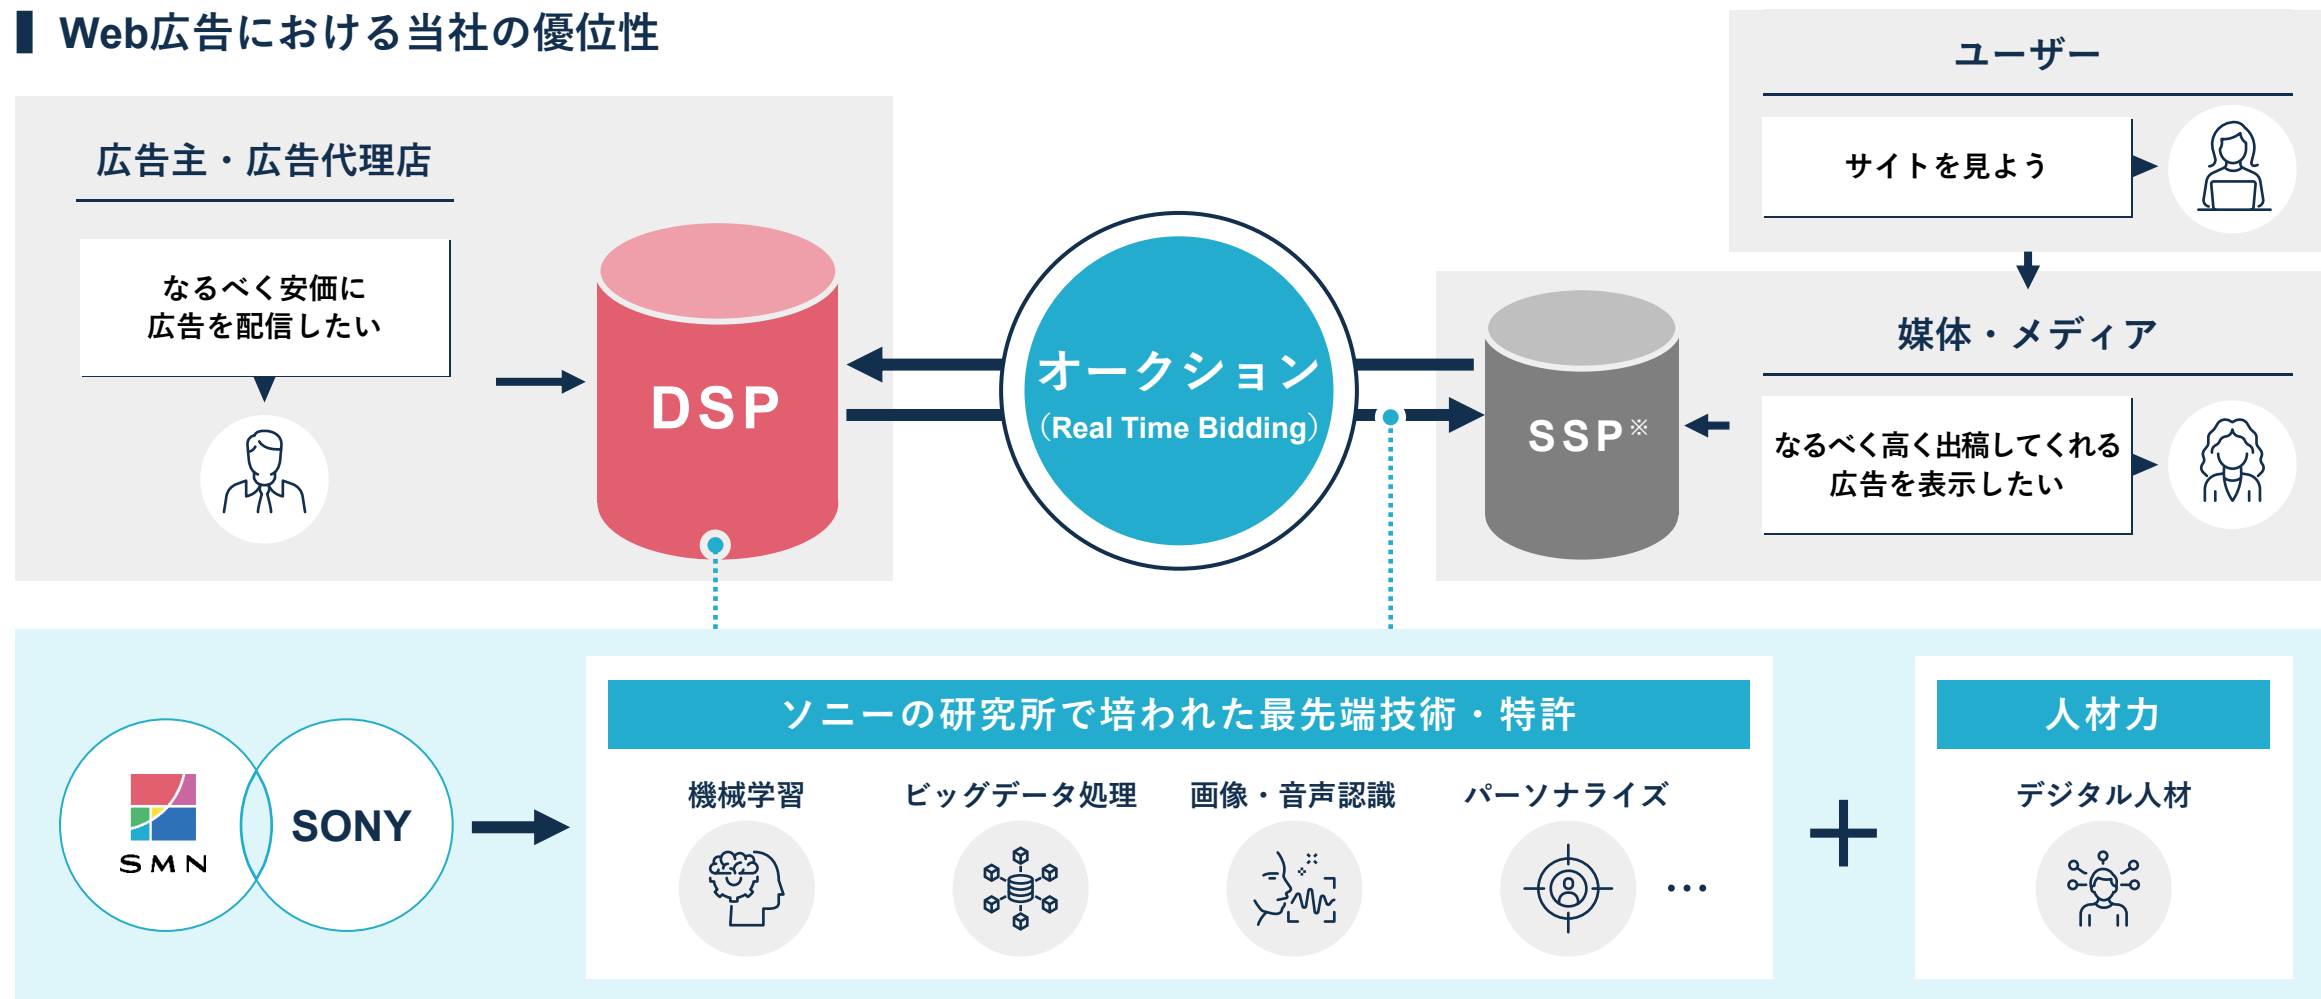 Web広告における当社の優位性
広告主・広告代理店
なるべく安価に
広告を配信したい
DSP
オークション
（Real Time Bidding）
SSP※
ユーザー
サイトを見よう
媒体・メディア
なるべく高く出稿してくれる
広告を表示したい
SMN
SONY
ソニーの研究所で培われた最先端技術・特許
機械学習
ビッグデータ処理
画像・音声認識
パーソナライズ
…
人材力
デジタル人材